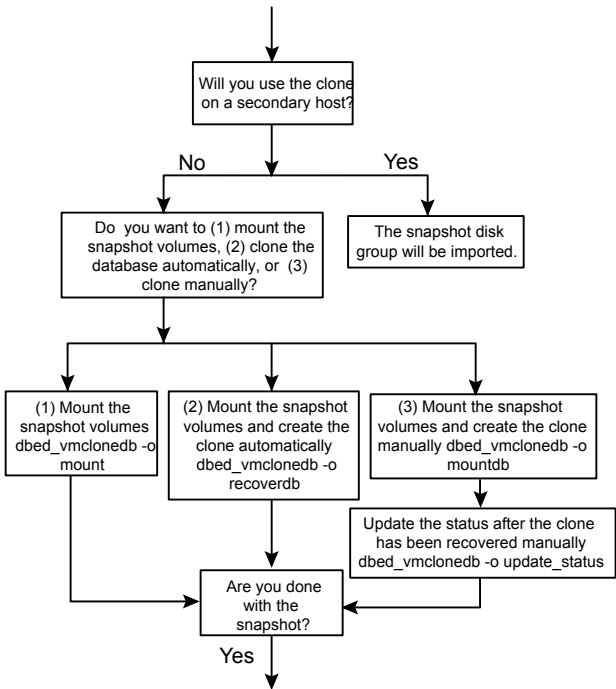 Will you use the clone
on a secondary host?
No
Yes
Do you want to (1) mount the
snapshot volumes, (2) clone the
database automatically, or (3)
clone manually?
The snapshot disk
group will be imported.
(1) Mount the
snapshot volumes
dbed_vmclonedb -o
mount
(2) Mount the snapshot
volumes and create the
clone automatically
dbed_vmclonedb -o
recoverdb
(3) Mount the snapshot
volumes and create the clone
manually dbed_vmclonedb -o
mountdb
Update the status after the clone
has been recovered manually
dbed_vmclonedb -o update_status
Are you done
with the
snapshot?
Yes